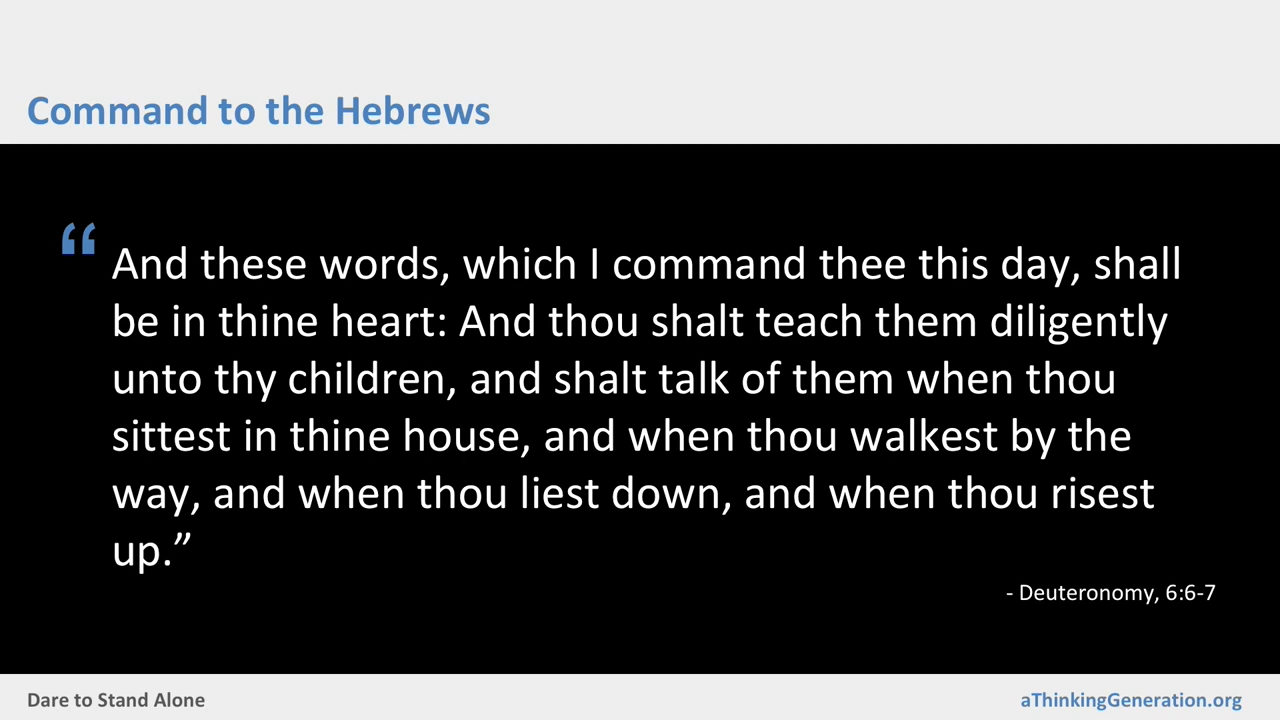 Command to the Hebrews
“ And these words, which I command thee this day, shall
be in thine heart: And thou shalt teach them diligently
unto thy children, and shalt talk of them when thou
sittest in thine house, and when thou walkest by the
way, and when thou liest down, and when thou risest
up.”
- Deuteronomy, 6:6-7
Dare to Stand Alone
aThinkingGeneration.org